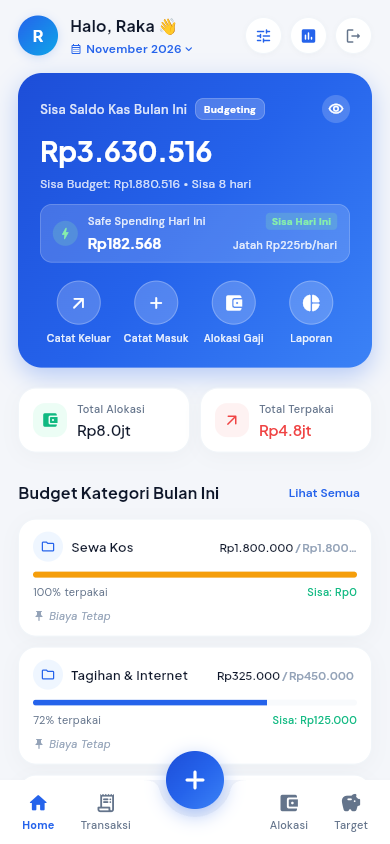 R
Halo, Raka 👋
November 2026
Sisa Saldo Kas Bulan Ini Budgeting
Rp3.630.516
Sisa Budget: Rp1.880.516 • Sisa 8 hari
Safe Spending Hari Ini Sisa Hari Ini
Rp182.568 Jatah Rp225rb/hari
Catat Keluar Catat Masuk Alokasi Gaji Laporan
Total Alokasi
Rp8.0jt
Total Terpakai
Rp4.8jt
Budget Kategori Bulan Ini Lihat Semua
Sewa Kos Rp1.800.000/Rp1.800...
100% terpakai Sisa: Rp0
Biaya Tetap
Tagihan & Internet Rp325.000/Rp450.000
72% terpakai Sisa: Rp125.000
Biaya Tetap
Home Transaksi Alokasi Target